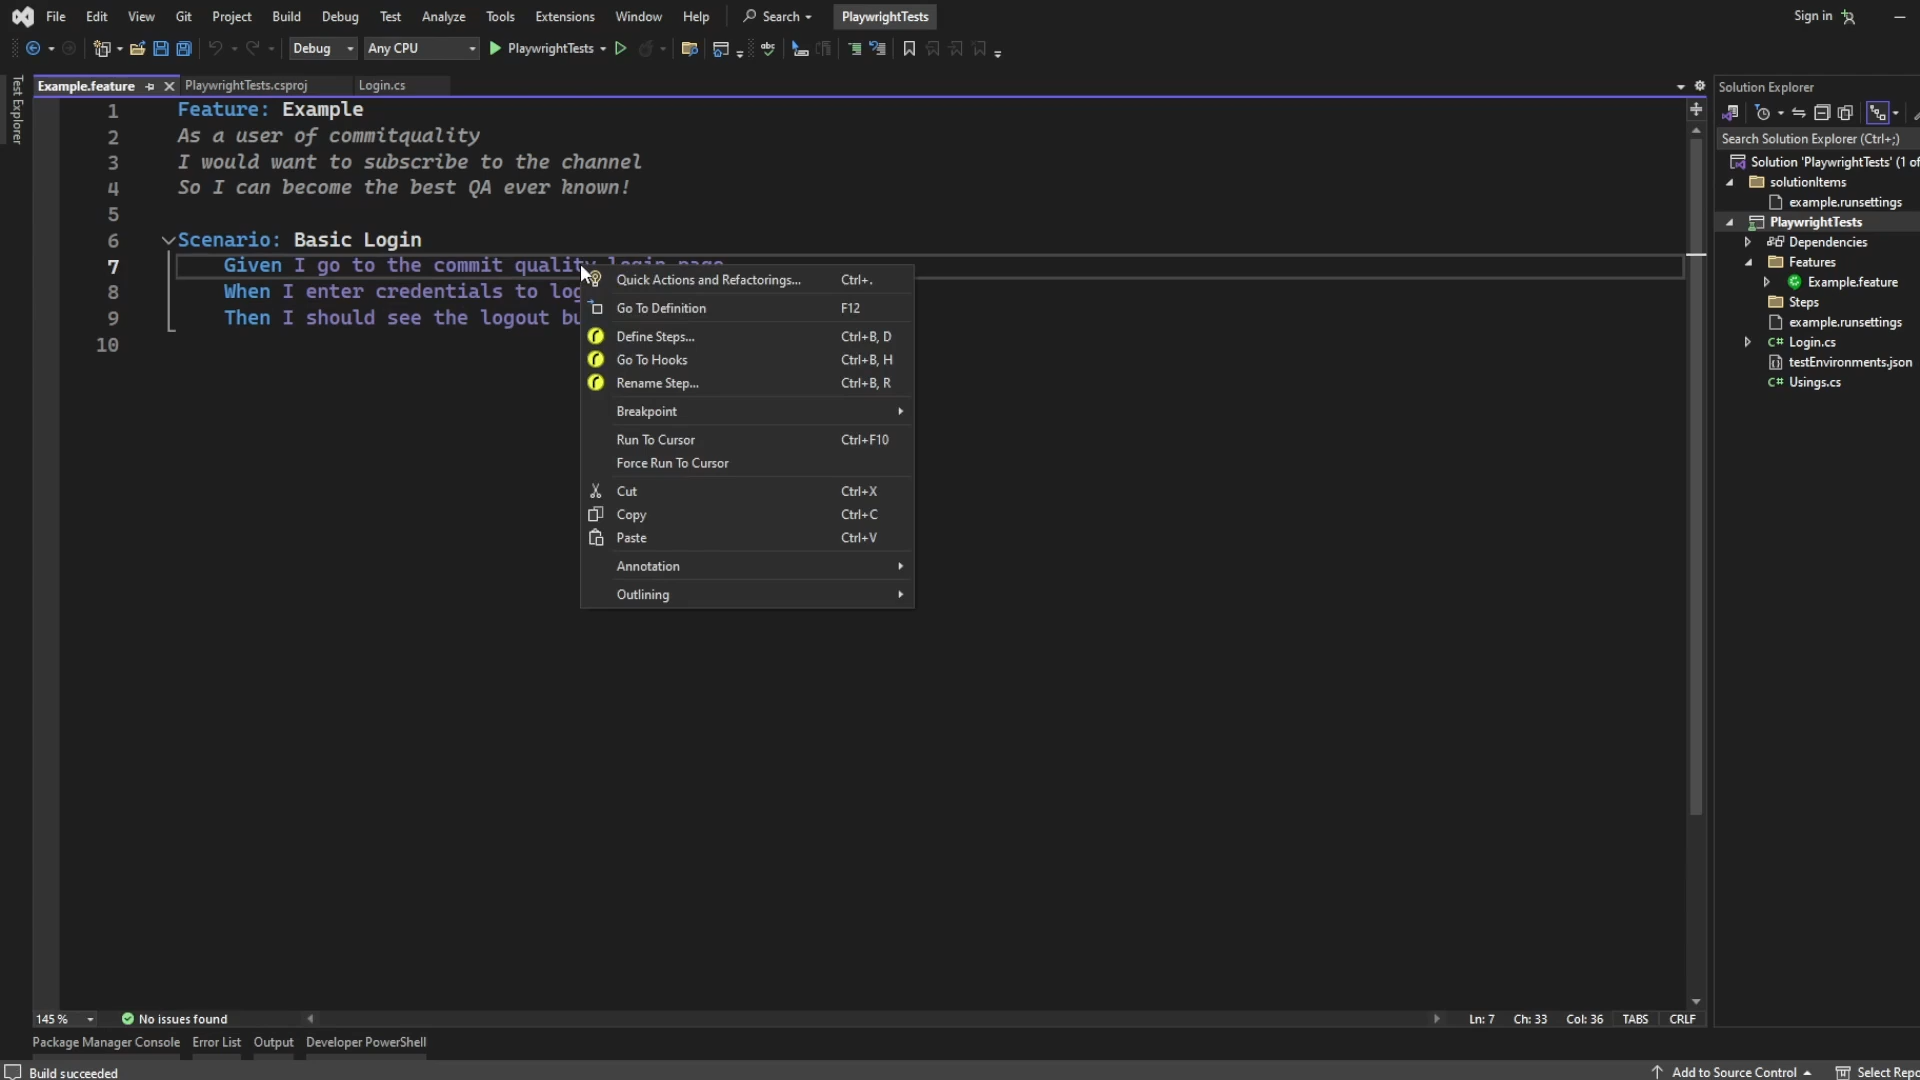 File Edit View Git Project Build Debug Test Analyze Tools Extensions Window Help Search PlaywrightTests Sign in
Debug Any CPU PlaywrightTests
Test Explorer
Example.feature PlaywrightTests.csproj Login.cs
1 Feature: Example
2 As a user of commitquality
3 I would want to subscribe to the channel
4 So I can become the best QA ever known!
5
6 Scenario: Basic Login
7 Given I go to the commit quality login page
8 When I enter credentials to
9 Then I should see the logout
10
Quick Actions and Refactorings... Ctrl+.
Go To Definition F12
Define Steps... Ctrl+B, D
Go To Hooks Ctrl+B, H
Rename Step... Ctrl+B, R
Breakpoint
Run To Cursor Ctrl+F10
Force Run To Cursor
Cut Ctrl+X
Copy Ctrl+C
Paste Ctrl+V
Annotation
Outlining
Solution Explorer
Search Solution Explorer (Ctrl+;)
Solution 'PlaywrightTests' (1 of
solutionItems
example.runsettings
PlaywrightTests
Dependencies
Features
Example.feature
Steps
example.runsettings
C# Login.cs
testEnvironments.json
C# Usings.cs
145 % No issues found Ln: 7 Ch: 33 Col: 36 TABS CRLF
Package Manager Console Error List Output Developer PowerShell
Build succeeded Add to Source Control Select Repo